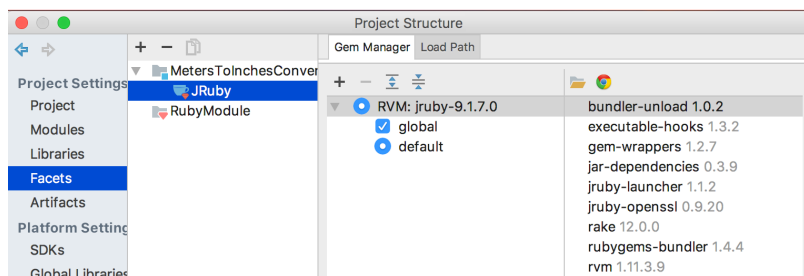 Project Structure
Gem Manager Load Path
Project Settings
Project
Modules
Libraries
Facets
Artifacts
Platform Setting
SDKs
Global Libraries
MetersToInchesConver
JRuby
RubyModule
RVM: jruby-9.1.7.0
global
default
bundler-unload 1.0.2
executable-hooks 1.3.2
gem-wrappers 1.2.7
jar-dependencies 0.3.9
jruby-launcher 1.1.2
jruby-openssl 0.9.20
rake 12.0.0
rubygems-bundler 1.4.4
rvm 1.11.3.9